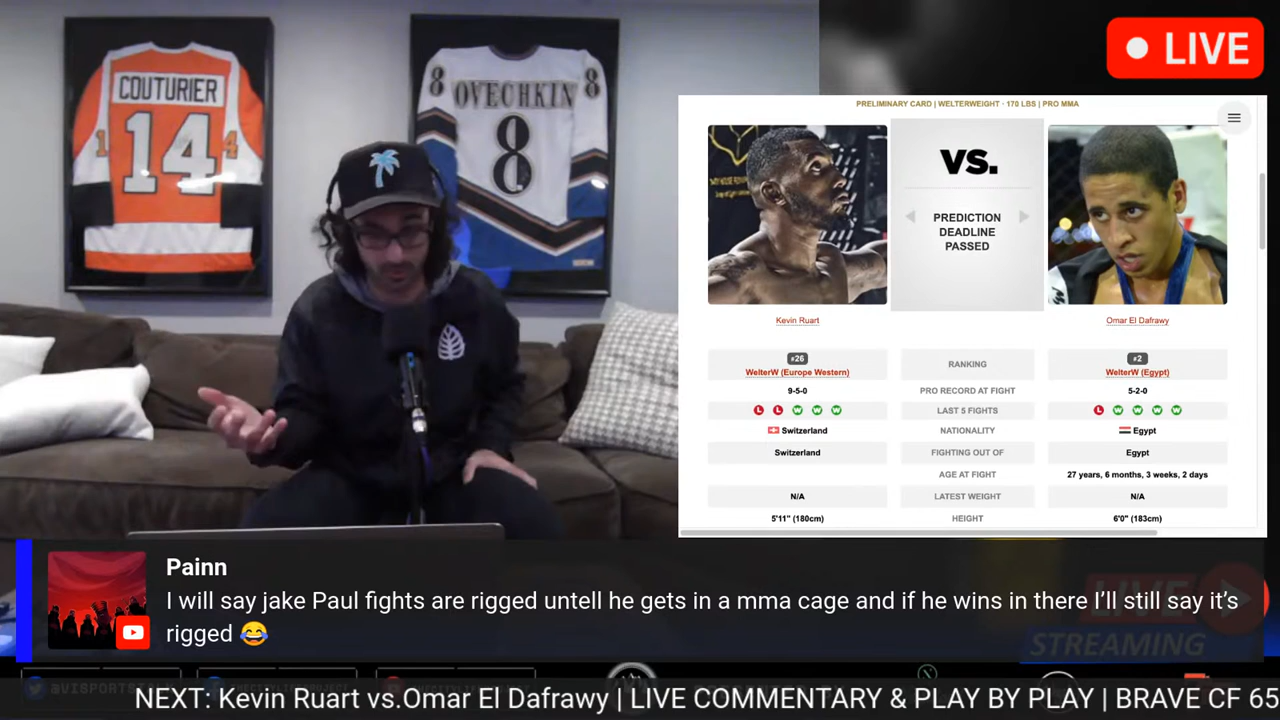 COUTURIER
14
1
4
OVECHKIN
8
8
8
LIVE
PRELIMINARY CARD | WELTERWEIGHT · 170 LBS | PRO MMA
VS.
PREDICTION
DEADLINE
PASSED
Kevin Ruart
Omar El Dafrawy
#26
RANKING
#2
WelterW (Europe Western)
WelterW (Egypt)
9-5-0
PRO RECORD AT FIGHT
5-2-0
L L W W W
LAST 5 FIGHTS
L W W W W
Switzerland
NATIONALITY
Egypt
Switzerland
FIGHTING OUT OF
Egypt
AGE AT FIGHT
27 years, 6 months, 3 weeks, 2 days
N/A
LATEST WEIGHT
N/A
5'11" (180cm)
HEIGHT
6'0" (183cm)
Painn
I will say jake Paul fights are rigged untell he gets in a mma cage and if he wins in there I’ll still say it’s
rigged 😂
LIVE
STREAMING
NEXT: Kevin Ruart vs.Omar El Dafrawy | LIVE COMMENTARY & PLAY BY PLAY | BRAVE CF 65